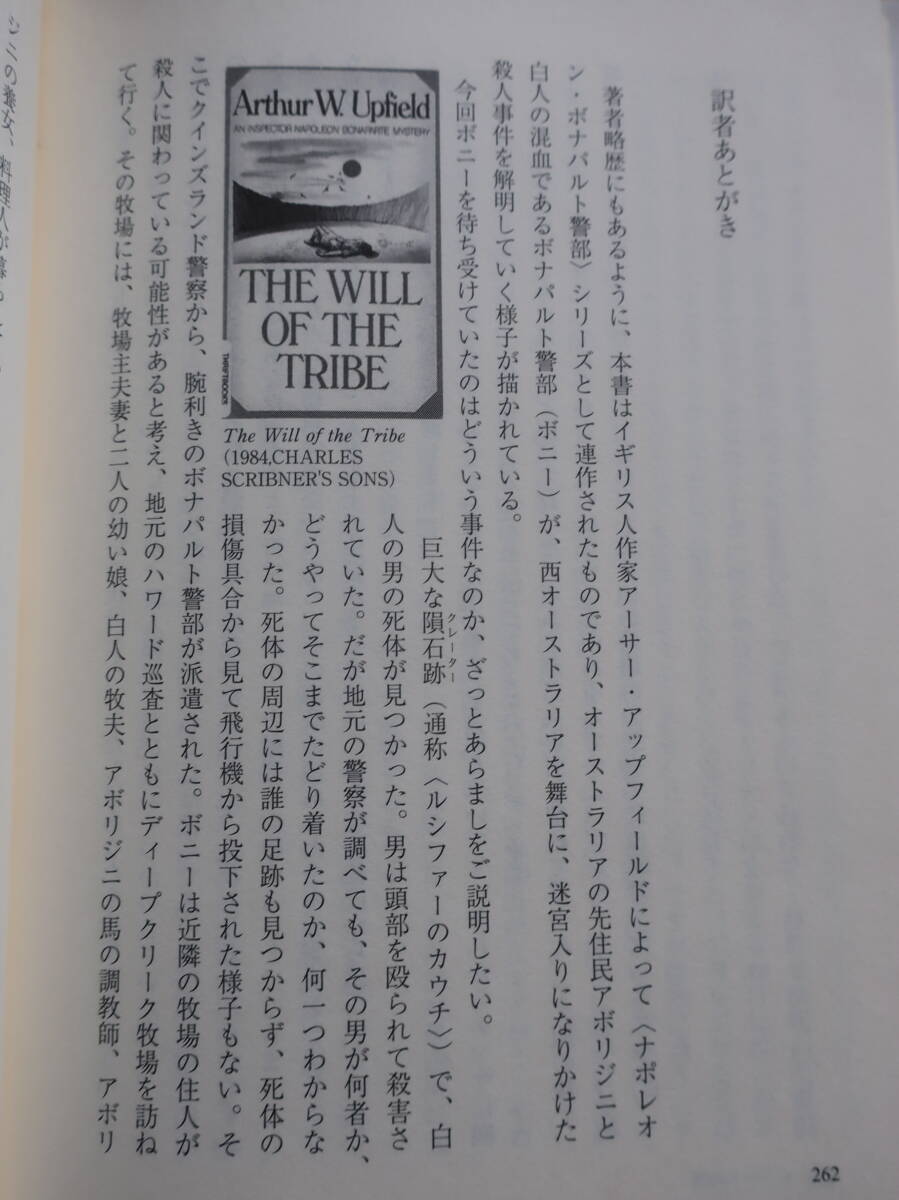 訳者あとがき
著者略歴にもあるように、本書はイギリス人作家アーサー・アップフィールドによって〈ナポレオ
ン・ボナパルト警部〉シリーズとして連作されたものであり、オーストラリアの先住民アボリジニと
白人の混血であるボナパルト警部（ボニー）が、西オーストラリアを舞台に、迷宮入りになりかけた
殺人事件を解明していく様子が描かれている。
今回ボニーを待ち受けていたのはどういう事件なのか、ざっとあらましをご説明したい。
Arthur W. Upfield
AN INSPECTOR NAPOLEON BONAPARTE MYSTERY
THE WILL
OF THE
TRIBE
The Will of the Tribe
(1984,CHARLES
SCRIBNER'S SONS)
巨大な隕石跡（通称〈ルシファーのカウチ〉）で、白
クレーター
人の男の死体が見つかった。男は頭部を殴られて殺害さ
れていた。だが地元の警察が調べても、その男が何者か、
どうやってそこまでたどり着いたのか、何一つわからな
かった。死体の周辺には誰の足跡も見つからず、死体の
損傷具合から見て飛行機から投下された様子もない。そ
こでクインズランド警察から、腕利きのボナパルト警部が派遣された。ボニーは近隣の牧場の住人が
殺人に関わっている可能性があると考え、地元のハワード巡査とともにディープクリーク牧場を訪ね
て行く。その牧場には、牧場主夫妻と二人の幼い娘、白人の牧夫、アボリジニの馬の調教師、アボリ
262
ジニの養女、料理人が暮